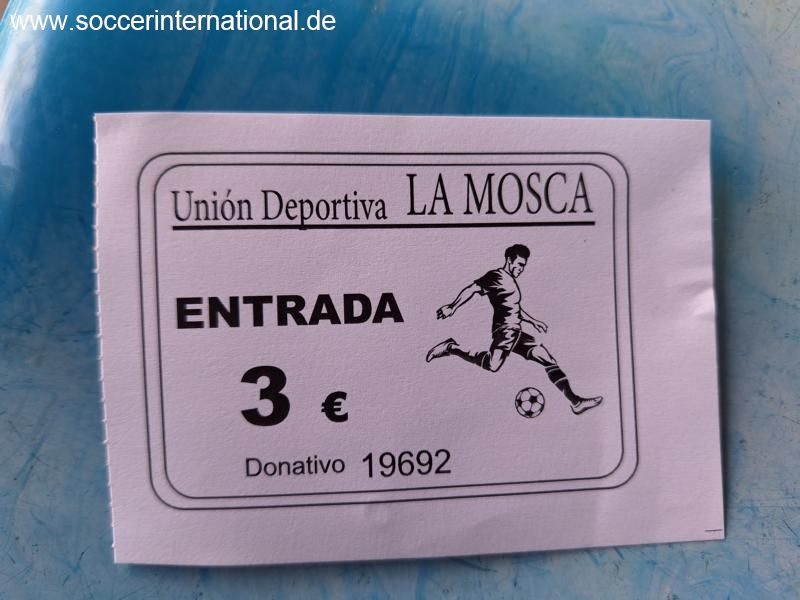 www.soccerinternational.de
Unión Deportiva LA MOSCA
ENTRADA
3 €
Donativo 19692